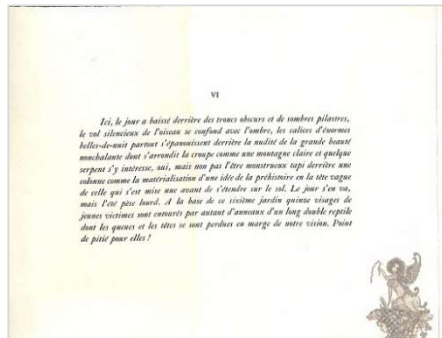 VI
Ici, le jour a baissé derrière des troncs obscurs et de sombres pilastres,
le vol silencieux de l'oiseau se confond avec l'ombre, les calices d'énormes
belles-de-nuit partout s'épanouissent derrière la nudité de la grande beauté
nonchalante dont s'arrondit la croupe comme une montagne claire et quelque
serpent s'y intéresse, oui, mais non pas l'être monstrueux tapi derrière une
colonne comme la matérialisation d'une idée de la préhistoire en la tête vague
de celle qui s'est mise nue avant de s'étendre sur le sol. Le jour s'en va,
mais l'été pèse lourd. A la base de ce sixième jardin quinze visages de
jeunes victimes sont entourés par autant d'anneaux d'un long double reptile
dont les queues et les têtes se sont perdues en marge de notre vision. Point
de pitié pour elles !